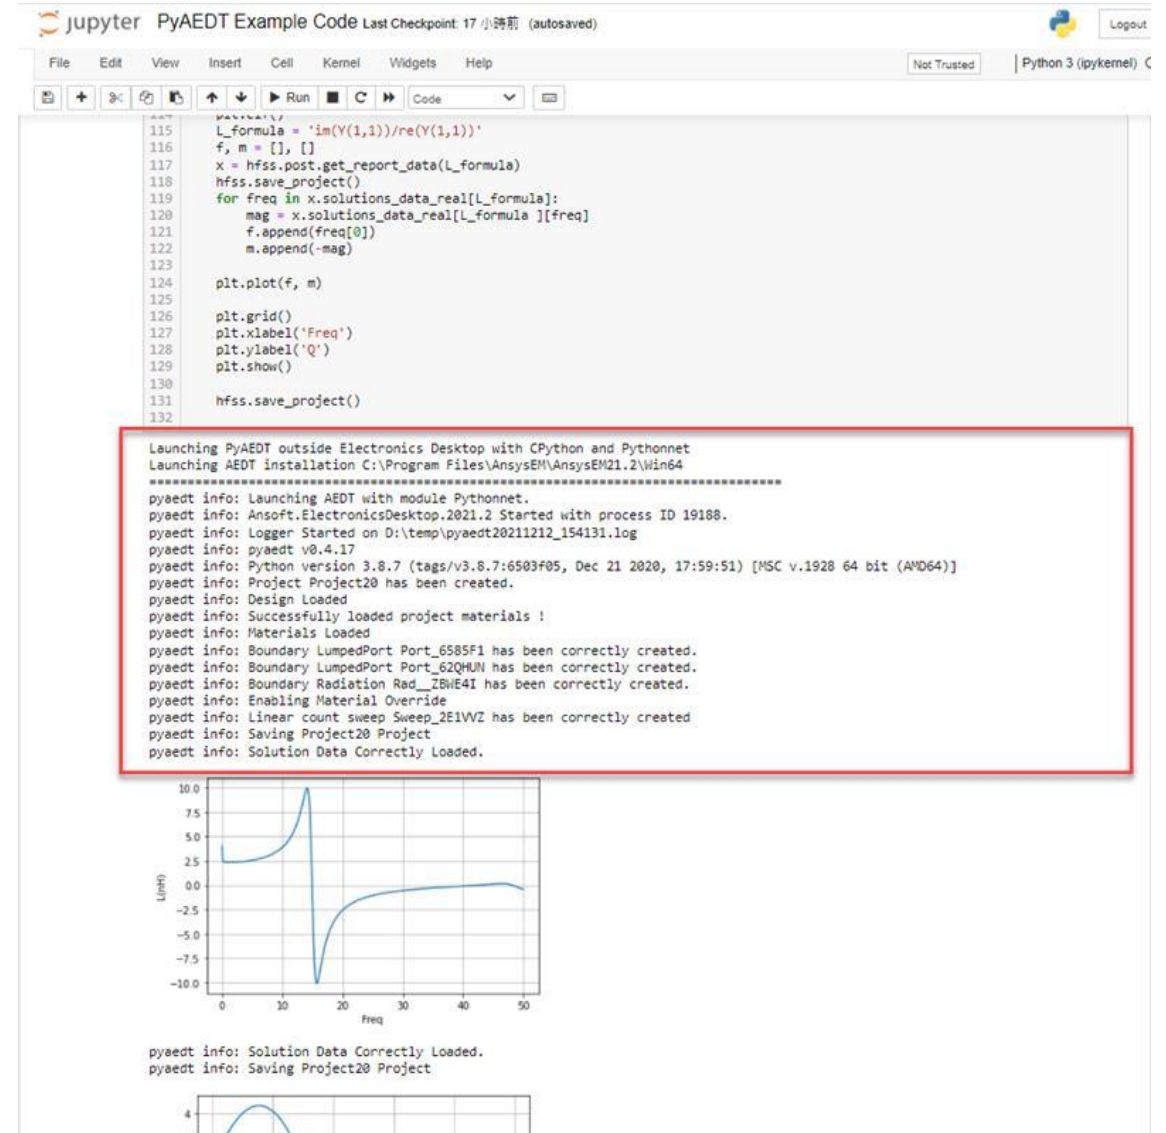 jupyter PyAEDT Example Code Last Checkpoint: 17 小時前 (autosaved)
Logout
File Edit View Insert Cell Kernel Widgets Help
Not Trusted
Python 3 (ipykernel)
Run
Code
114 plt.clf()
115 L_formula = 'im(Y(1,1))/re(Y(1,1))'
116 f, m = [], []
117 x = hfss.post.get_report_data(L_formula)
118 hfss.save_project()
119 for freq in x.solutions_data_real[L_formula]:
120 mag = x.solutions_data_real[L_formula ][freq]
121 f.append(freq[0])
122 m.append(-mag)
123
124 plt.plot(f, m)
125
126 plt.grid()
127 plt.xlabel('Freq')
128 plt.ylabel('Q')
129 plt.show()
130
131 hfss.save_project()
132
Launching PyAEDT outside Electronics Desktop with CPython and Pythonnet
Launching AEDT installation C:\Program Files\AnsysEM\AnsysEM21.2\Win64
====================================================================================
pyaedt info: Launching AEDT with module Pythonnet.
pyaedt info: Ansoft.ElectronicsDesktop.2021.2 Started with process ID 19188.
pyaedt info: Logger Started on D:\temp\pyaedt20211212_154131.log
pyaedt info: pyaedt v0.4.17
pyaedt info: Python version 3.8.7 (tags/v3.8.7:6503f05, Dec 21 2020, 17:59:51) [MSC v.1928 64 bit (AMD64)]
pyaedt info: Project Project20 has been created.
pyaedt info: Design Loaded
pyaedt info: Successfully loaded project materials !
pyaedt info: Materials Loaded
pyaedt info: Boundary LumpedPort Port_6585F1 has been correctly created.
pyaedt info: Boundary LumpedPort Port_62QHUN has been correctly created.
pyaedt info: Boundary Radiation Rad__ZBWE4I has been correctly created.
pyaedt info: Enabling Material Override
pyaedt info: Linear count sweep Sweep_2E1VVZ has been correctly created
pyaedt info: Saving Project20 Project
pyaedt info: Solution Data Correctly Loaded.
10.0
7.5
5.0
2.5
0.0
−2.5
−5.0
−7.5
−10.0
L(nH)
0 10 20 30 40 50
Freq
pyaedt info: Solution Data Correctly Loaded.
pyaedt info: Saving Project20 Project
4